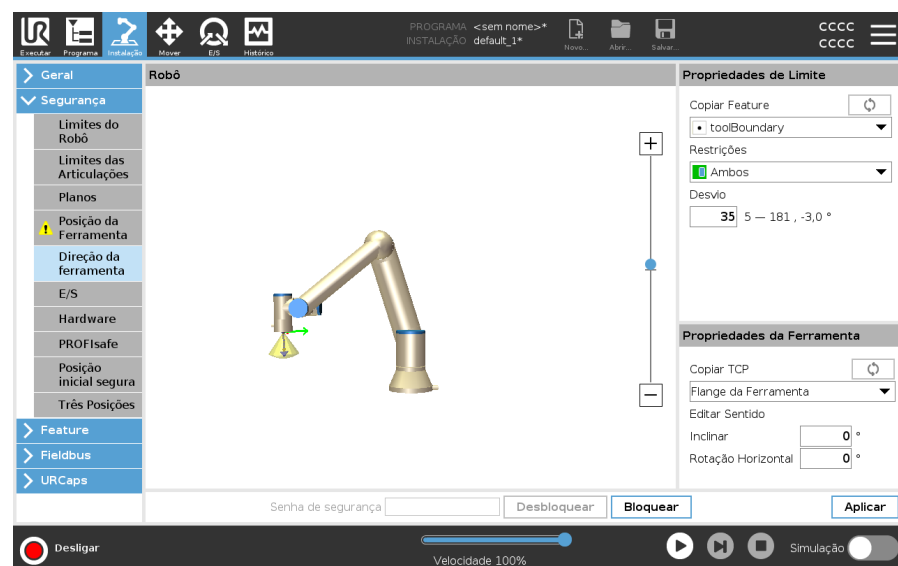 PROGRAMA <sem nome>*
INSTALAÇÃO default_1*
CCCC
CCCC
Executar Programa Instalação Mover E/S Histórico Novo... Abrir... Salvar...
Geral
Segurança
Limites do
Robô
Limites das
Articulações
Planos
Posição da
Ferramenta
Direção da
ferramenta
E/S
Hardware
PROFIsafe
Posição
inicial segura
Três Posições
Feature
Fieldbus
URCaps
Robô
+
−
Propriedades de Limite
Copiar Feature
toolBoundary
Restrições
Ambos
Desvio
35 5 — 181 , -3,0 °
Propriedades da Ferramenta
Copiar TCP
Flange da Ferramenta
Editar Sentido
Inclinar 0 °
Rotação Horizontal 0 °
Senha de segurança Desbloquear Bloquear Aplicar
Desligar
Velocidade 100%
Simulação